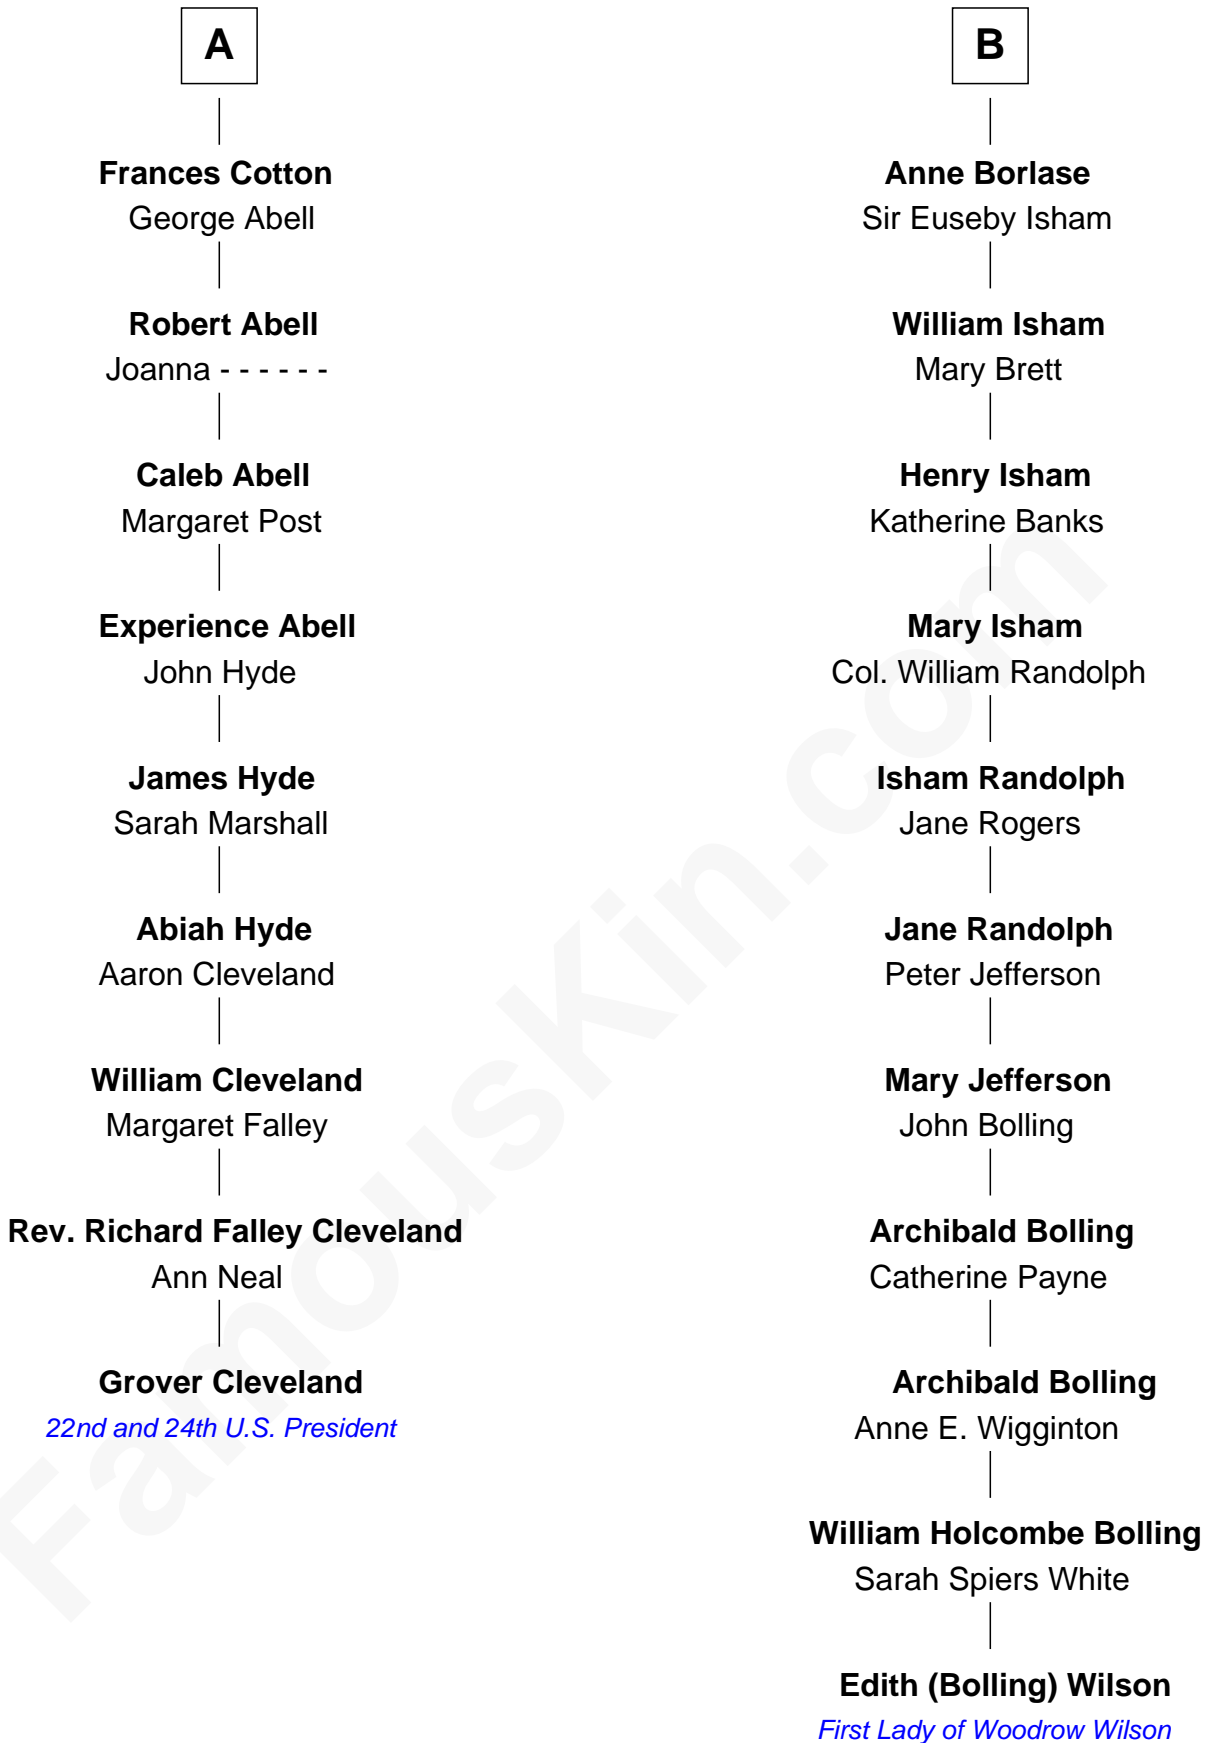 A
Frances Cotton
George Abell
Robert Abell
Joanna - - - - - -
Caleb Abell
Margaret Post
Experience Abell
John Hyde
James Hyde
Sarah Marshall
Abiah Hyde
Aaron Cleveland
William Cleveland
Margaret Falley
Rev. Richard Falley Cleveland
Ann Neal
Grover Cleveland
22nd and 24th U.S. President
B
Anne Borlase
Sir Euseby Isham
William Isham
Mary Brett
Henry Isham
Katherine Banks
Mary Isham
Col. William Randolph
Isham Randolph
Jane Rogers
Jane Randolph
Peter Jefferson
Mary Jefferson
John Bolling
Archibald Bolling
Catherine Payne
Archibald Bolling
Anne E. Wigginton
William Holcombe Bolling
Sarah Spiers White
Edith (Bolling) Wilson
First Lady of Woodrow Wilson
FamousKin.com